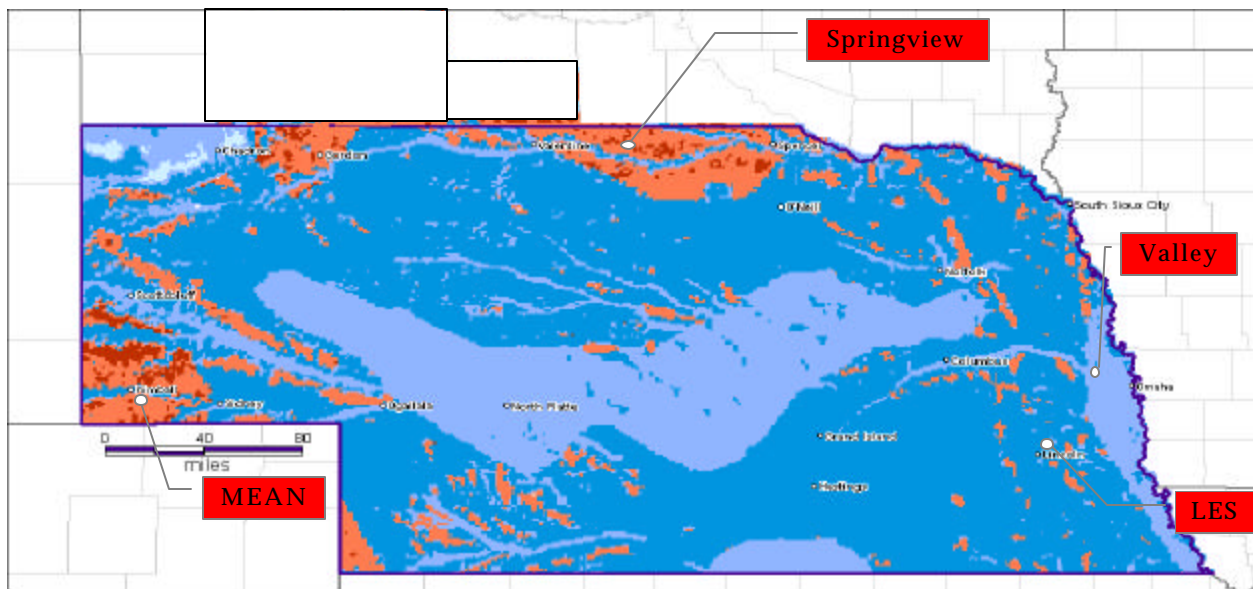 Springview
Chadron
Gordon
Valentine
Spencer
O'Neill
South Sioux City
Valley
Norfolk
Scottsbluff
Columbus
Omaha
Kimball
Sidney
Ogallala
North Platte
Grand Island
0 40 80
miles
Lincoln
Hastings
MEAN
LES